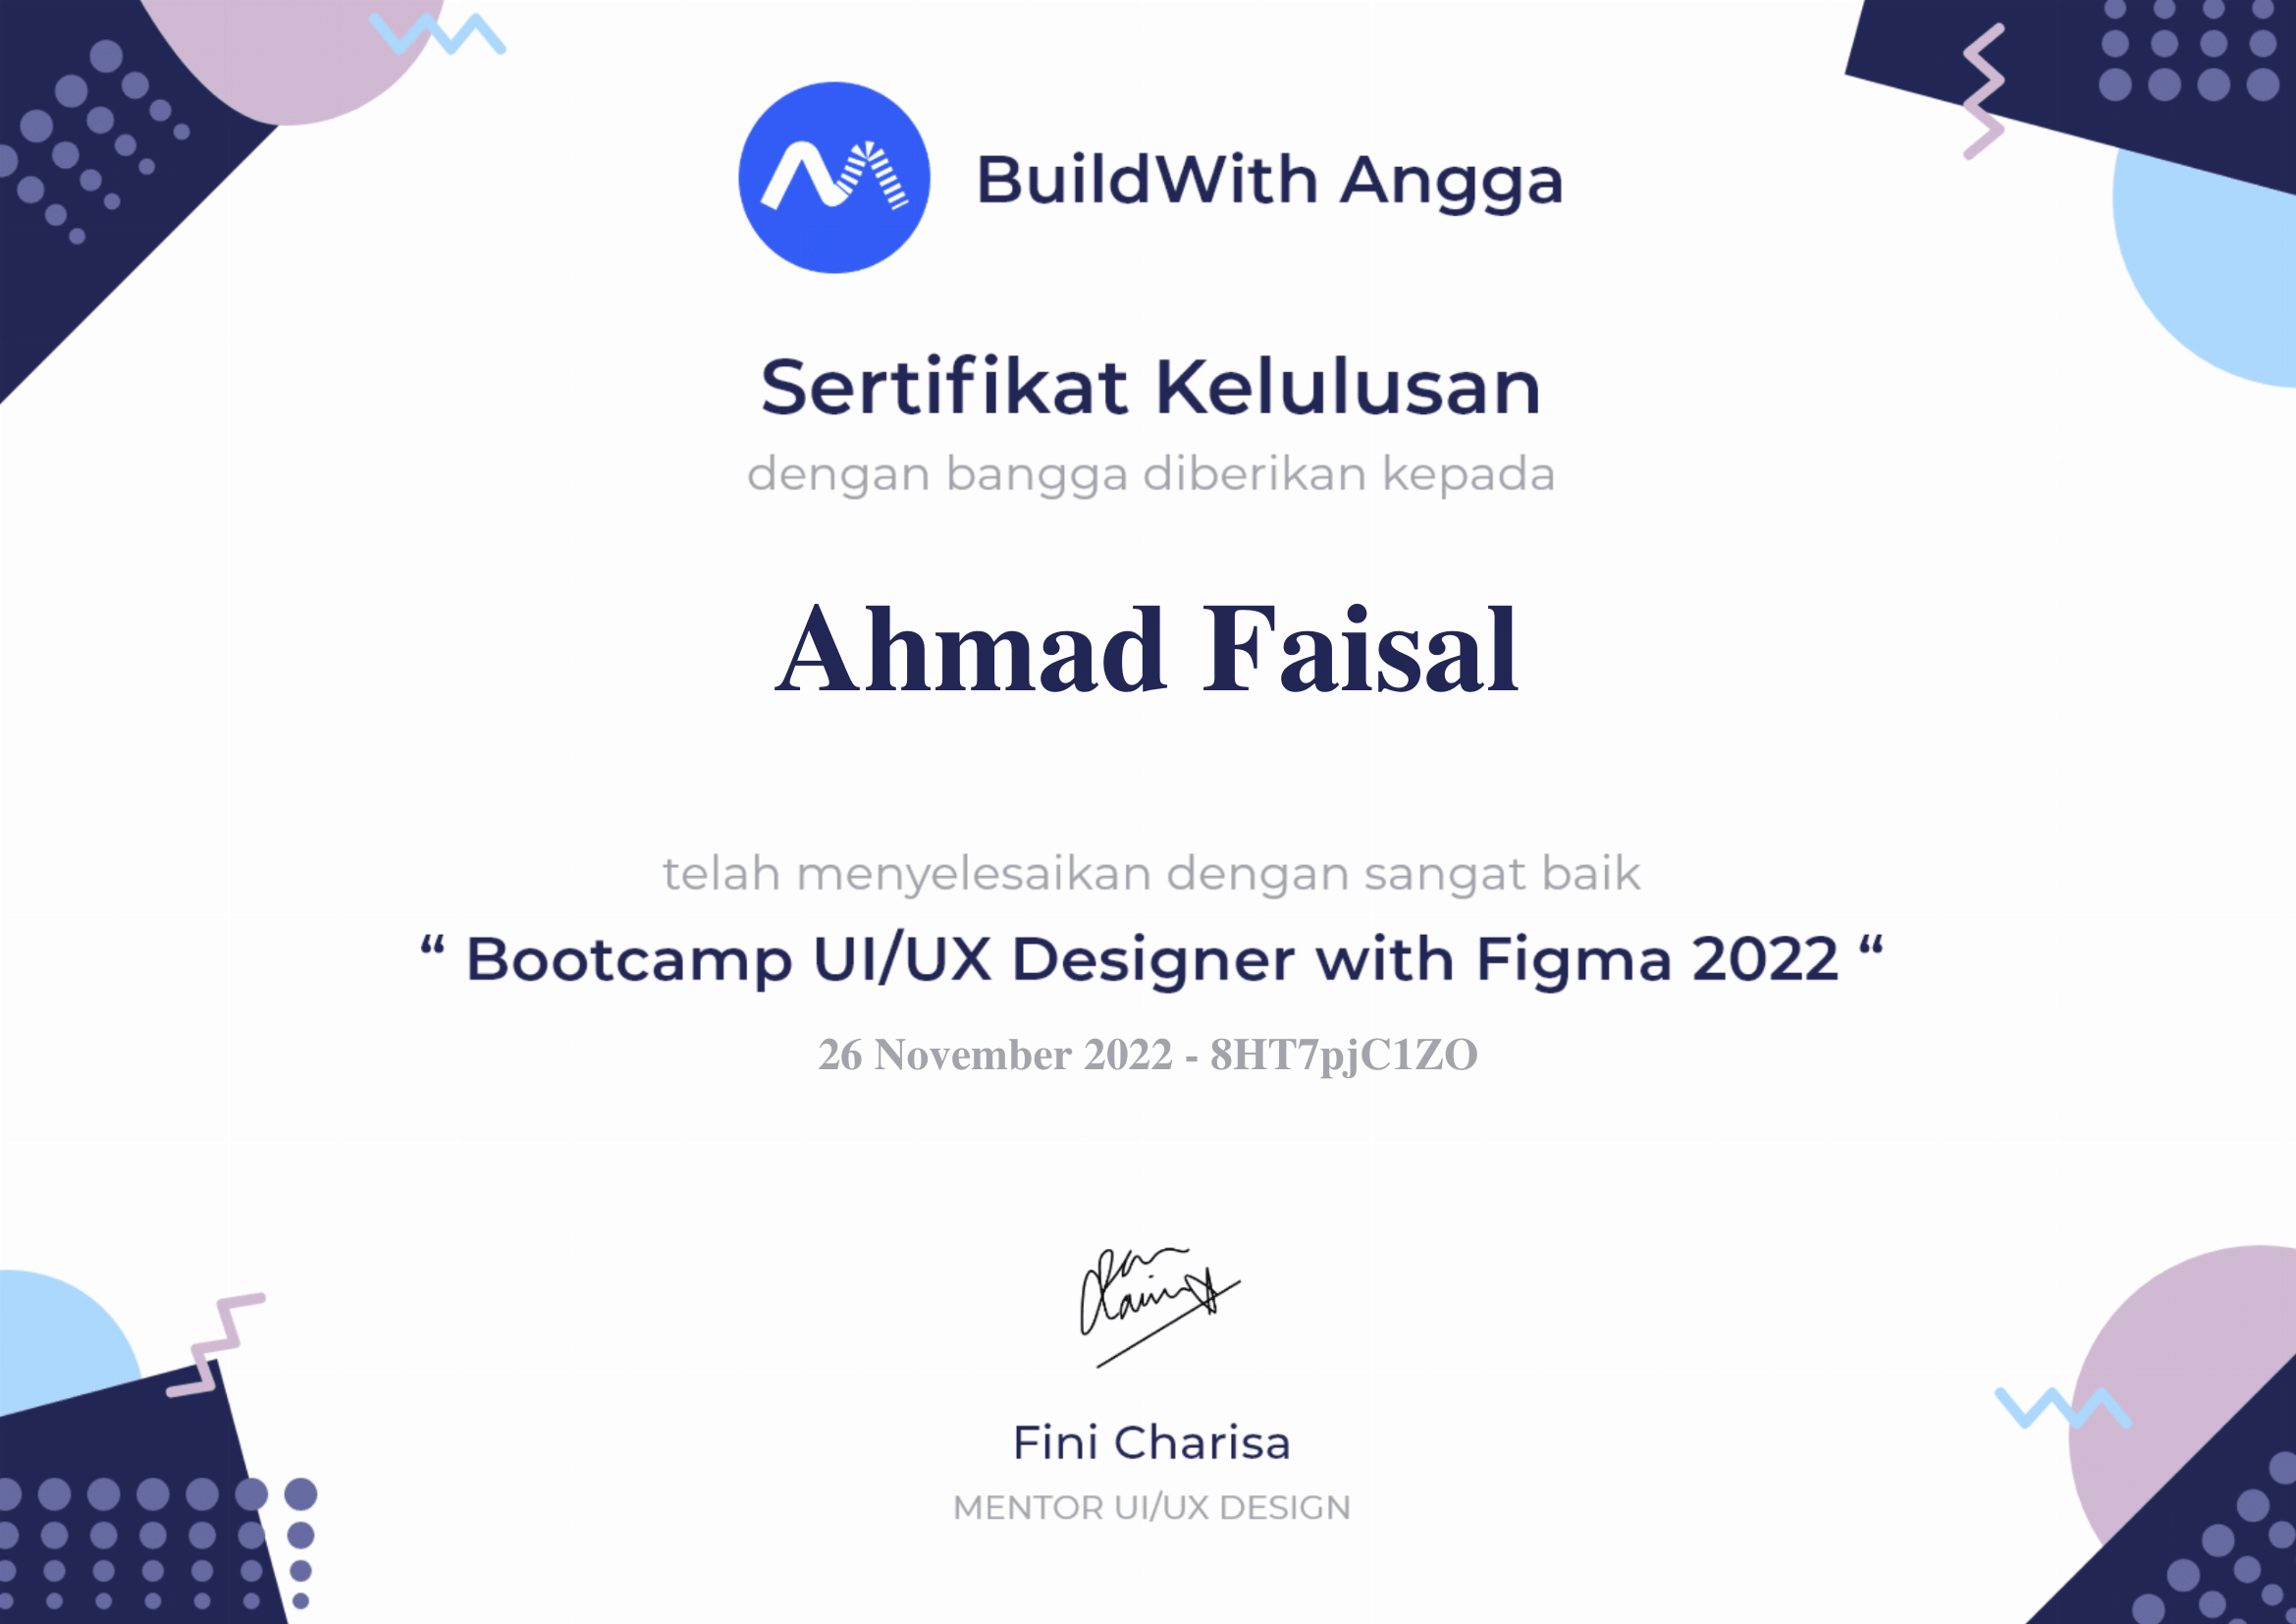 BuildWith Angga
Sertifikat Kelulusan
dengan bangga diberikan kepada
Ahmad Faisal
telah menyelesaikan dengan sangat baik
“ Bootcamp UI/UX Designer with Figma 2022 “
26 November 2022 - 8HT7pjC1ZO
Fini Charisa
MENTOR UI/UX DESIGN